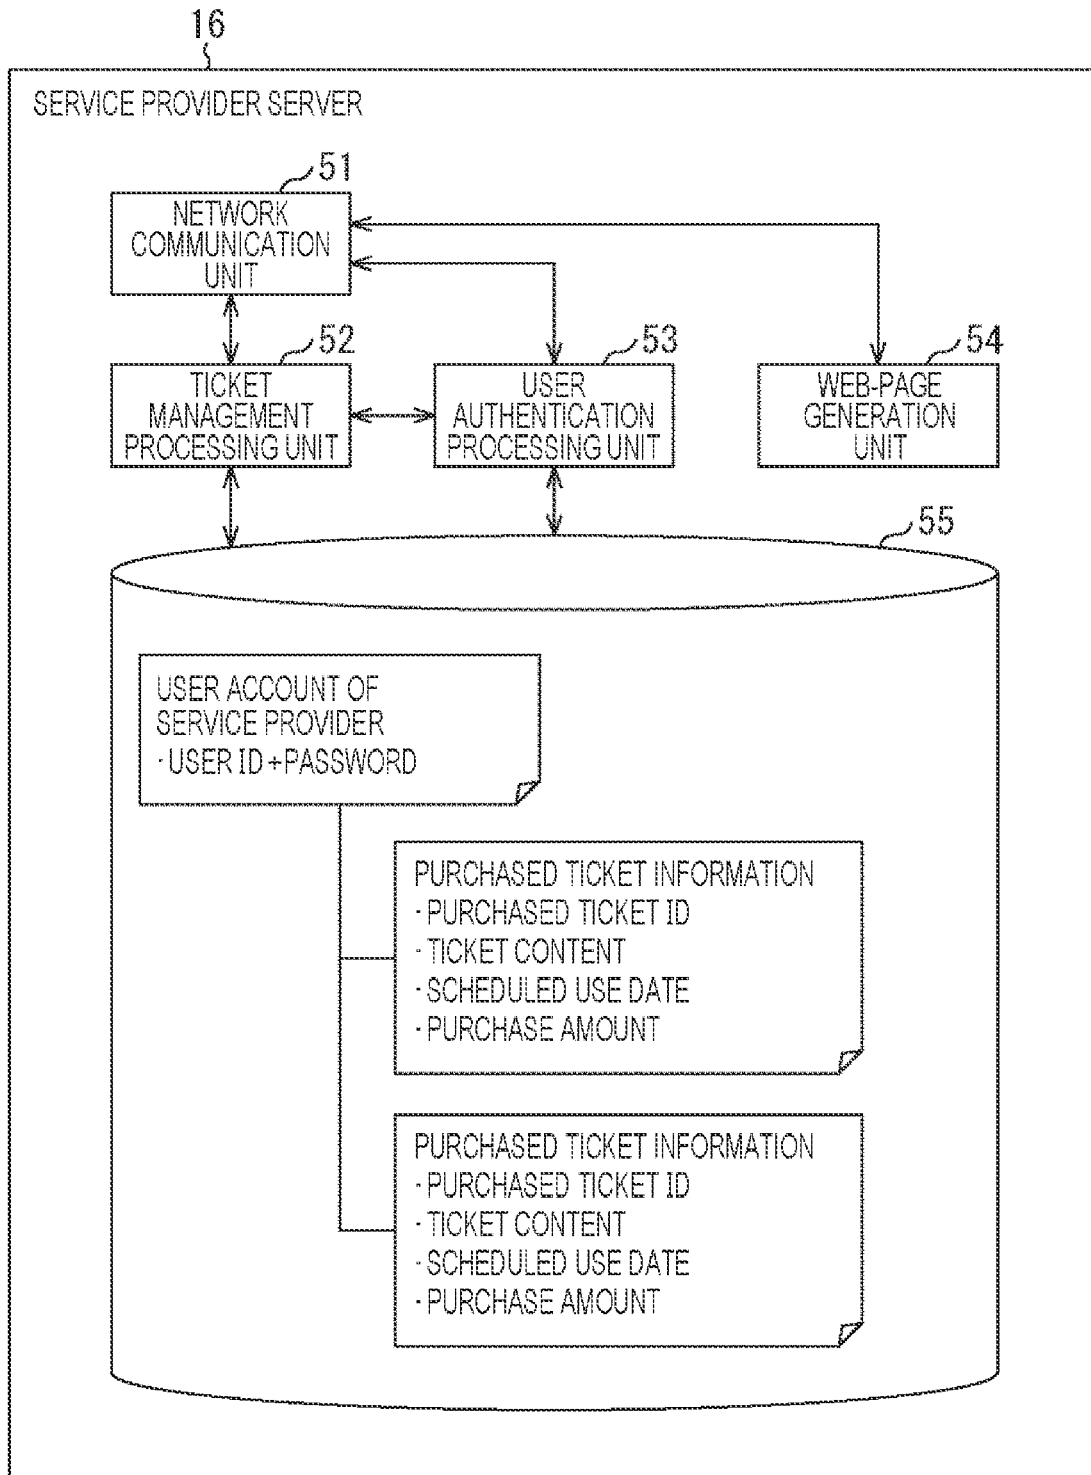 16
SERVICE PROVIDER SERVER
51
NETWORK
COMMUNICATION
UNIT
52
TICKET
MANAGEMENT
PROCESSING UNIT
53
USER
AUTHENTICATION
PROCESSING UNIT
54
WEB-PAGE
GENERATION
UNIT
55
USER ACCOUNT OF
SERVICE PROVIDER
- USER ID +PASSWORD
PURCHASED TICKET INFORMATION
- PURCHASED TICKET ID
- TICKET CONTENT
- SCHEDULED USE DATE
- PURCHASE AMOUNT
PURCHASED TICKET INFORMATION
- PURCHASED TICKET ID
- TICKET CONTENT
- SCHEDULED USE DATE
- PURCHASE AMOUNT